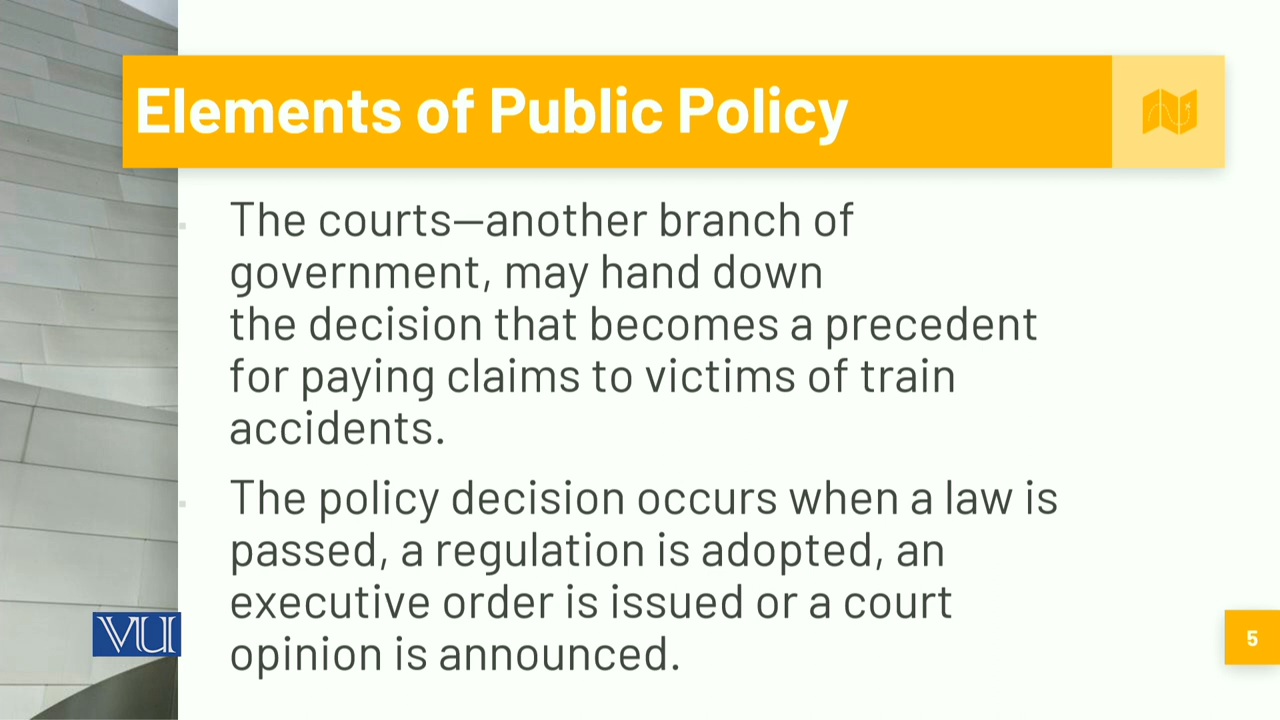 Elements of Public Policy
The courts—another branch of
government, may hand down
the decision that becomes a precedent
for paying claims to victims of train
accidents.
The policy decision occurs when a law is
passed, a regulation is adopted, an
executive order is issued or a court
opinion is announced.
VU
5